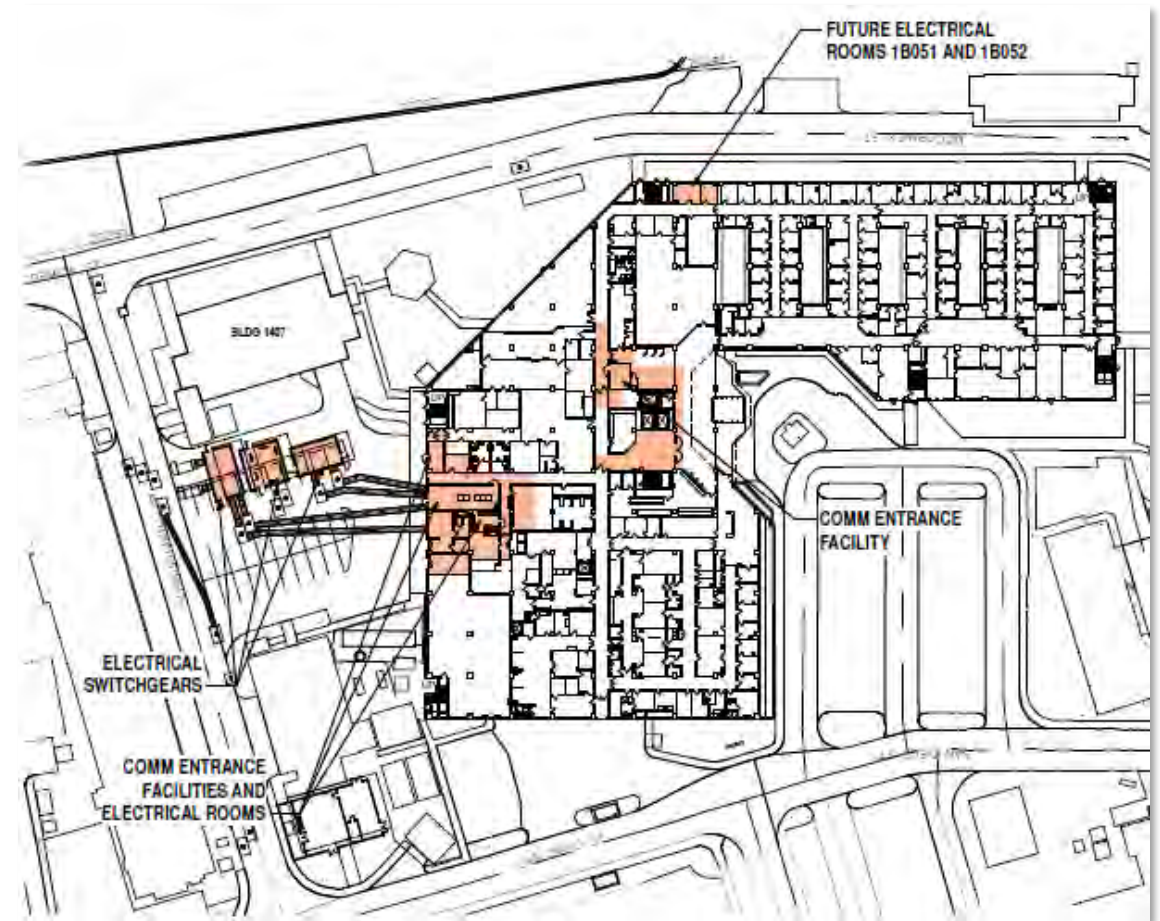 FUTURE ELECTRICAL
ROOMS 1B051 AND 1B052
BLDG 1407
COMM ENTRANCE
FACILITY
ELECTRICAL
SWITCHGEARS
COMM ENTRANCE
FACILITIES AND
ELECTRICAL ROOMS